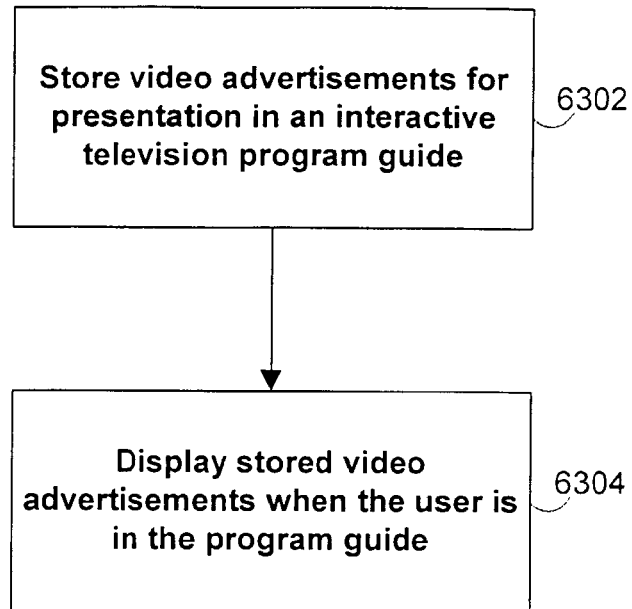 Store video advertisements for
presentation in an interactive
television program guide
6302
Display stored video
advertisements when the user is
in the program guide
6304